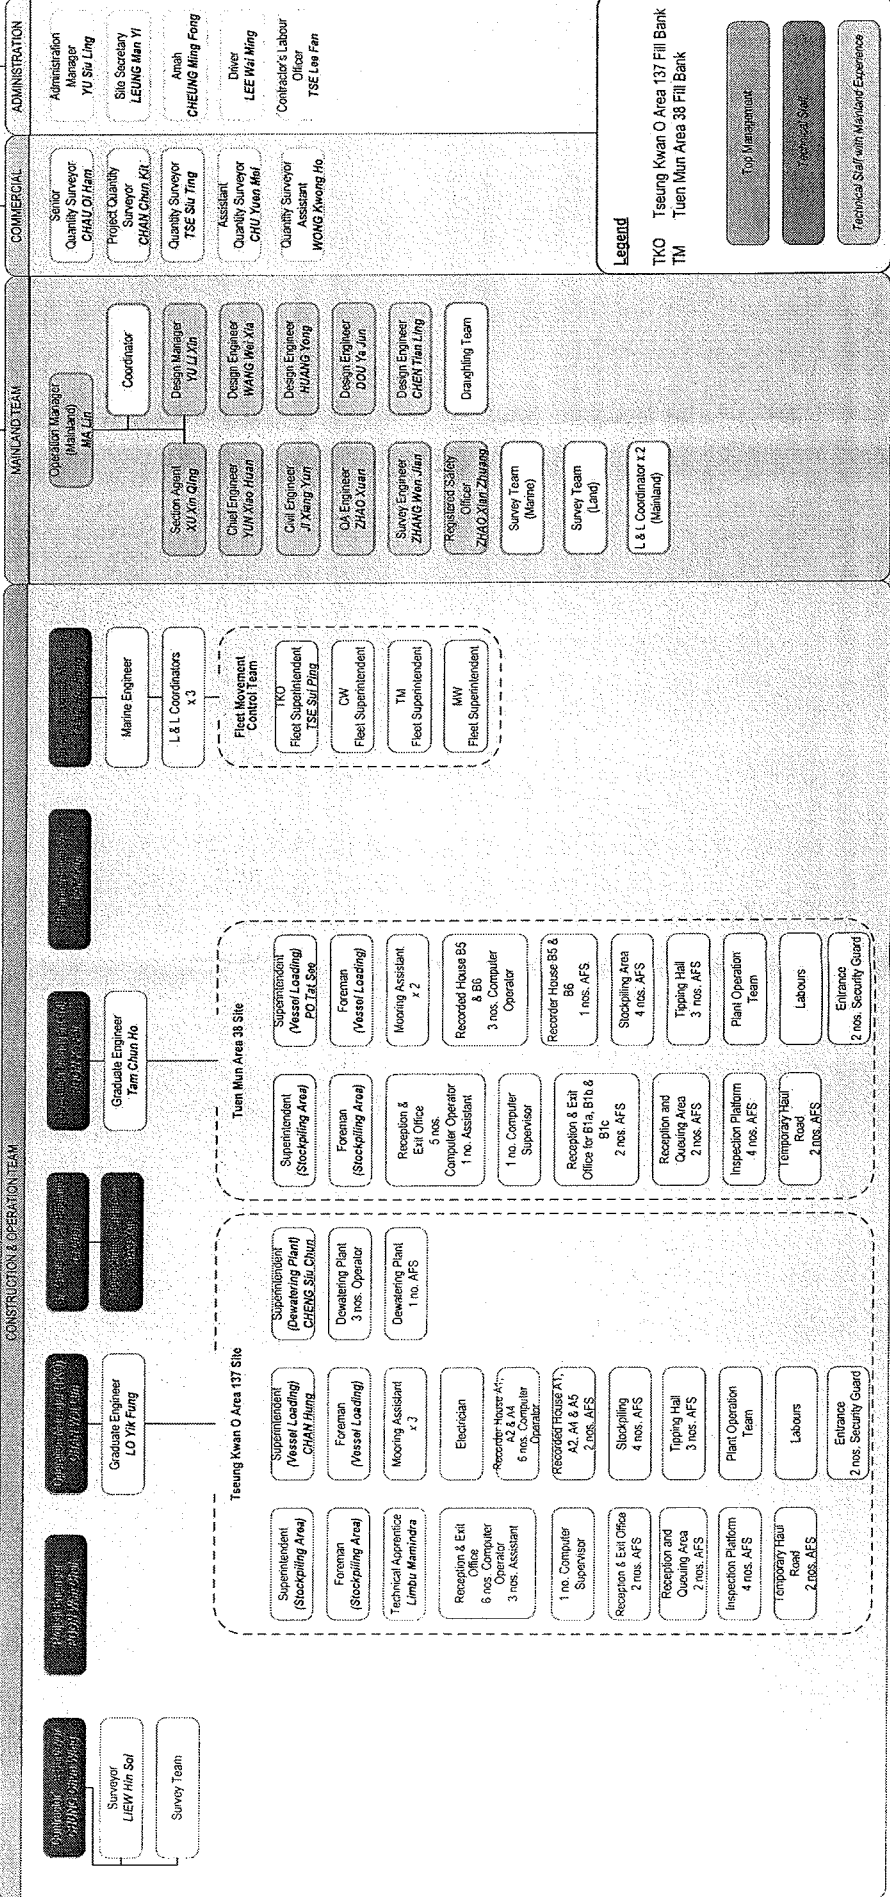 CONSTRUCTION & OPERATION TEAM
Surveyor
LIEW Hin Soi
Survey Team
Graduate Engineer
LO Yik Fung
Tseung Kwan O Area 137 Site
Superintendent
(Stockpiling Area)
Foreman
(Stockpiling Area)
Technical Apprentice
Limbu Mamindra
Reception & Exit
Office
6 nos. Computer
Operator
3 nos. Assistant
1 no. Computer
Supervisor
Reception & Exit Office
2 nos. AFS
Reception and
Queuing Area
2 nos. AFS
Inspection Platform
4 nos. AFS
Temporary Haul
Road
2 nos. AFS
Superintendent
(Vessel Loading)
CHAN Hung
Foreman
(Vessel Loading)
Mooring Assistant
x 3
Electrician
Recorder House A1,
A2 & A4
6 nos. Computer
Operator
Recorded House A1,
A2, A4 & A5
2 nos. AFS
Stockpiling
4 nos. AFS
Tipping Hall
3 nos. AFS
Plant Operation
Team
Labours
Entrance
2 nos. Security Guard
Superintendent
(Dewatering Plant)
CHENG Siu Chun
Dewatering Plant
3 nos. Operator
Dewatering Plant
1 no. AFS
Graduate Engineer
Tam Chun Ho
Tuen Mun Area 38 Site
Superintendent
(Stockpiling Area)
Foreman
(Stockpiling Area)
Reception &
Exit Office
5 nos.
Computer Operator
1 no. Assistant
1 no. Computer
Supervisor
Reception & Exit
Office for B1a, B1b &
B1c
2 nos. AFS
Reception and
Queuing Area
2 nos. AFS
Inspection Platform
4 nos. AFS
Temporary Haul
Road
2 nos. AFS
Superintendent
(Vessel Loading)
PO Tat See
Foreman
(Vessel Loading)
Mooring Assistant
x 2
Recorded House B5
& B6
3 nos. Computer
Operator
Recorder House B5 &
B6
1 nos. AFS
Stockpiling Area
4 nos. AFS
Tipping Hall
3 nos. AFS
Plant Operation
Team
Labours
Entrance
2 nos. Security Guard
Marine Engineer
L & L Coordinators
x 3
Fleet Movement
Control Team
TKO
Fleet Superintendent
TSE Sui Ping
CW
Fleet Superintendent
TM
Fleet Superintendent
MW
Fleet Superintendent
MAINLAND TEAM
Operation Manager
(Mainland)
MA Lin
Coordinator
Section Agent
XU Xin Qing
Chief Engineer
YUN Xiao Huan
Civil Engineer
JI Xiang Yun
QA Engineer
ZHAO Xuan
Survey Engineer
ZHANG Wen Jian
Registered Safety
Officer
ZHAO Xian Zhuang
Survey Team
(Marine)
Survey Team
(Land)
L & L Coordinator x 2
(Mainland)
Design Manager
YU Li Xin
Design Engineer
WANG Wei Xia
Design Engineer
HUANG Yong
Design Engineer
DOU Ya Jun
Design Engineer
CHEN Tian Ling
Draughting Team
COMMERCIAL
Senior
Quantity Surveyor
CHAU Oi Ham
Project Quantity
Surveyor
CHAN Chun Kit
Quantity Surveyor
TSE Siu Ting
Assistant
Quantity Surveyor
CHU Yuen Moi
Quantity Surveyor
Assistant
WONG Kwong Ho
ADMINISTRATION
Administration
Manager
YU Siu Ling
Site Secretary
LEUNG Man Yi
Amah
CHEUNG Ming Fong
Driver
LEE Wai Ming
Contractor's Labour
Officer
TSE Lee Fan
Legend
TKO Tseung Kwan O Area 137 Fill Bank
TM Tuen Mun Area 38 Fill Bank
Top Management
Technical Staff
Technical Staff with Mainland Experience